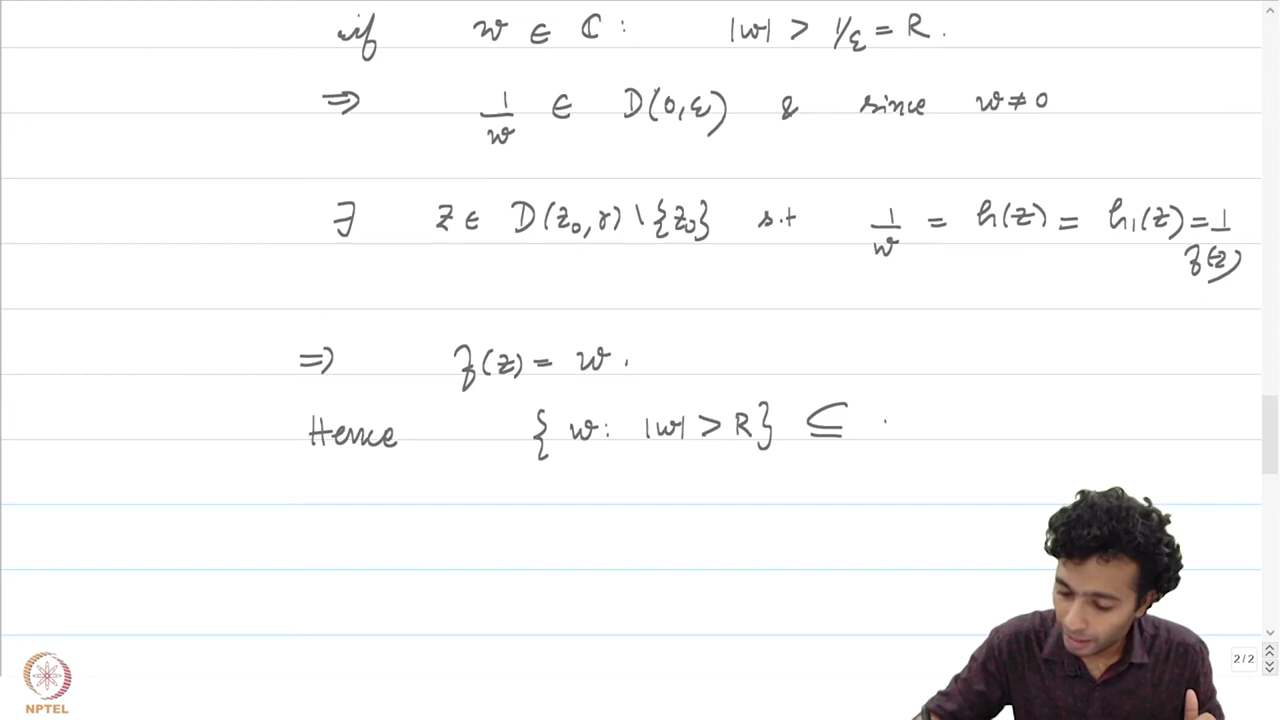 if w ∈ ℂ : |w| > 1/ε = R.
⇒ 1/w ∈ D(0,ε) & since w≠0
∃ z ∈ D(z₀,r) \ {z₀} s.t 1/w = h(z) = h₁(z) = 1/f(z)
⇒ f(z) = w.
Hence { w: |w| > R } ⊆
2/2
NPTEL